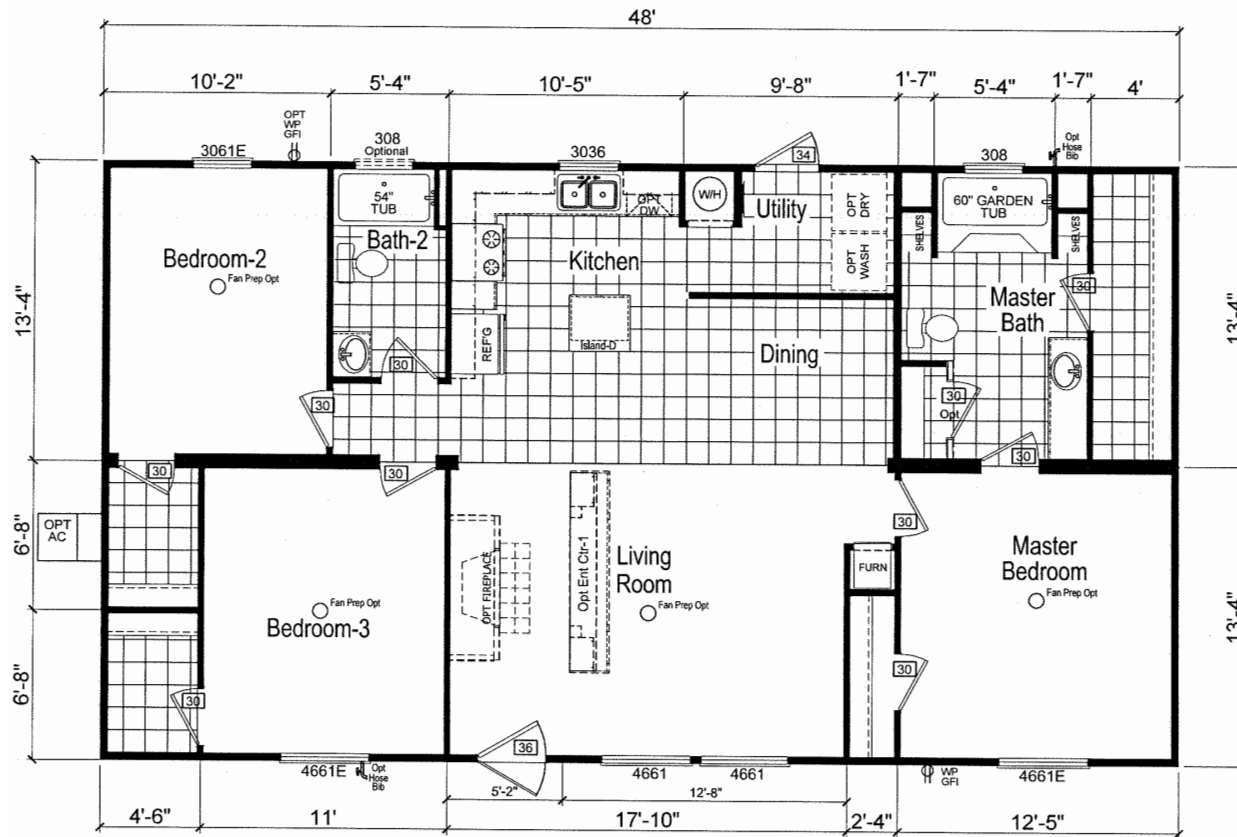 48'
10'-2"
5'-4"
10'-5"
9'-8"
1'-7"
5'-4"
1'-7"
4'
OPT
WP
GFI
3061E
308
Optional
3036
34
308
Opt
Hose
Bib
54"
TUB
OPT
DW
W/H
Utility
OPT
DRY
60" GARDEN
TUB
SHELVES
SHELVES
Bath-2
Bedroom-2
Fan Prep Opt
Kitchen
OPT
WASH
30
Master
Bath
13'-4"
13'-4"
REF'G
Island-D
Dining
30
30
30
Opt
30
30
30
OPT
AC
6'-8"
OPT FIREPLACE
Opt Ent Ctr-1
Living
Room
Fan Prep Opt
30
FURN
Master
Bedroom
Fan Prep Opt
Fan Prep Opt
Bedroom-3
13'-4"
6'-8"
30
30
36
4661E
Opt
Hose
Bib
4661
4661
WP
GFI
4661E
5'-2"
12'-8"
4'-6"
11'
17'-10"
2'-4"
12'-5"